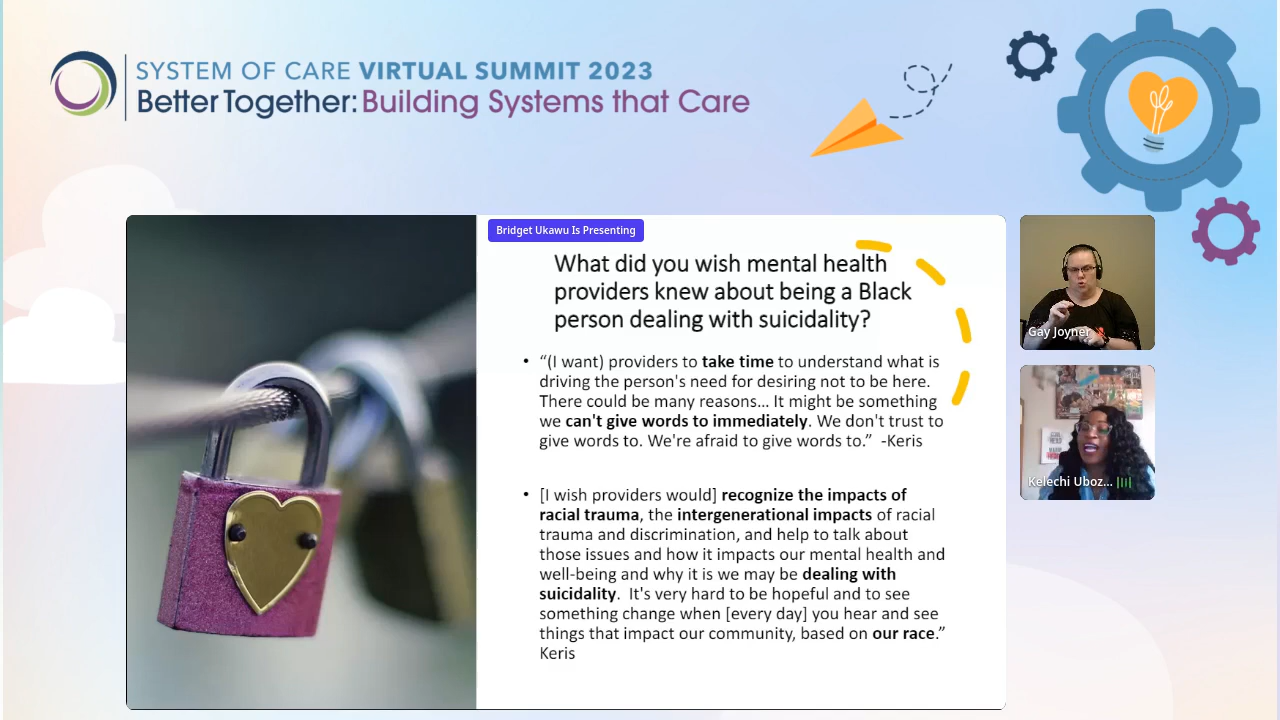 SYSTEM OF CARE VIRTUAL SUMMIT 2023
Better Together: Building Systems that Care
Bridget Ukawu Is Presenting
What did you wish mental health
providers knew about being a Black
person dealing with suicidality?
• “(I want) providers to take time to understand what is
driving the person's need for desiring not to be here.
There could be many reasons... It might be something
we can't give words to immediately. We don't trust to
give words to. We're afraid to give words to.” -Keris
• [I wish providers would] recognize the impacts of
racial trauma, the intergenerational impacts of racial
trauma and discrimination, and help to talk about
those issues and how it impacts our mental health and
well-being and why it is we may be dealing with
suicidality. It's very hard to be hopeful and to see
something change when [every day] you hear and see
things that impact our community, based on our race.”
Keris
Gay Joyner
Kelechi Uboz...